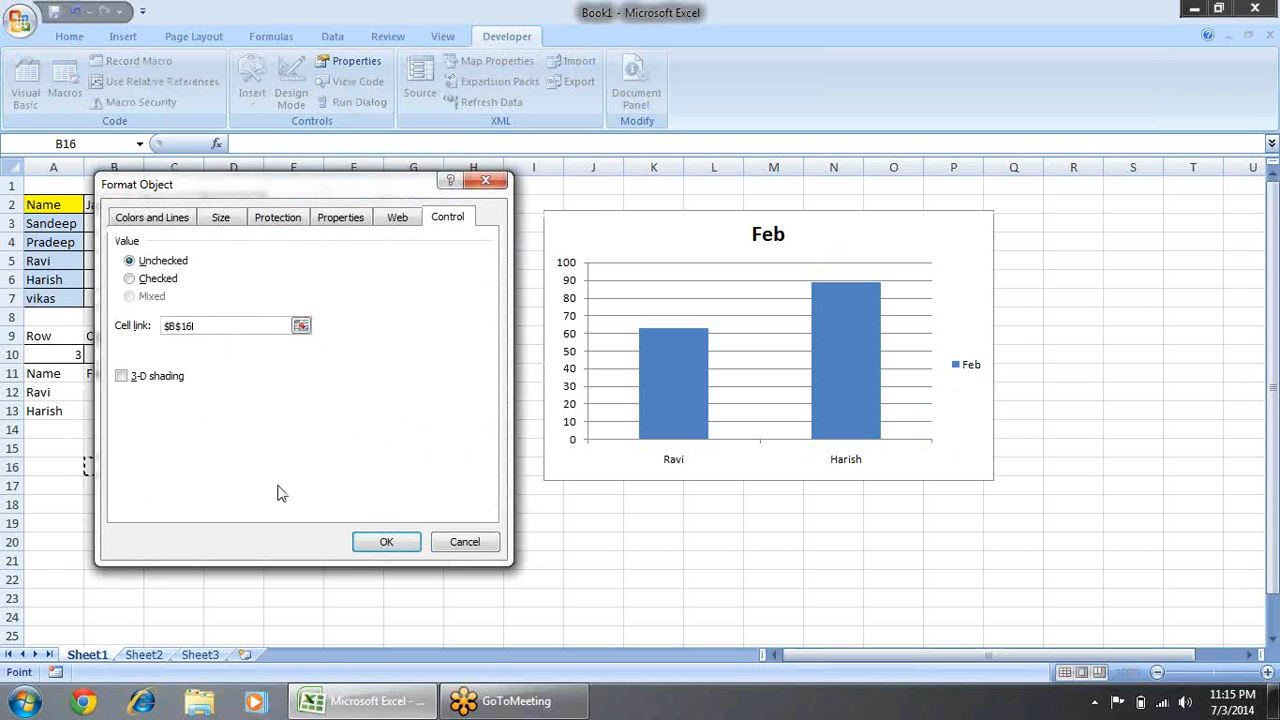 Book1 - Microsoft Excel
Home Insert Page Layout Formulas Data Review View Developer
Visual Basic
Macros
Record Macro
Use Relative References
Macro Security
Code
Insert
Design Mode
Properties
View Code
Run Dialog
Controls
Source
Map Properties
Expansion Packs
Refresh Data
Import
Export
XML
Document Panel
Modify
B16
fx
A B C D E F G H I J K L M N O P Q R S T U
1
2 Name
3 Sandeep
4 Pradeep
5 Ravi
6 Harish
7 vikas
8
9 Row
10 3
11 Name
12 Ravi
13 Harish
14
15
16
17
18
19
20
21
22
23
24
25
Format Object
Colors and Lines Size Protection Properties Web Control
Value
Unchecked
Checked
Mixed
Cell link: $B$16
3-D shading
OK Cancel
Feb
100
90
80
70
60
50
40
30
20
10
0
Ravi Harish
Feb
Sheet1 Sheet2 Sheet3
Point
100%
Microsoft Excel - ...
GoToMeeting
11:15 PM
7/3/2014